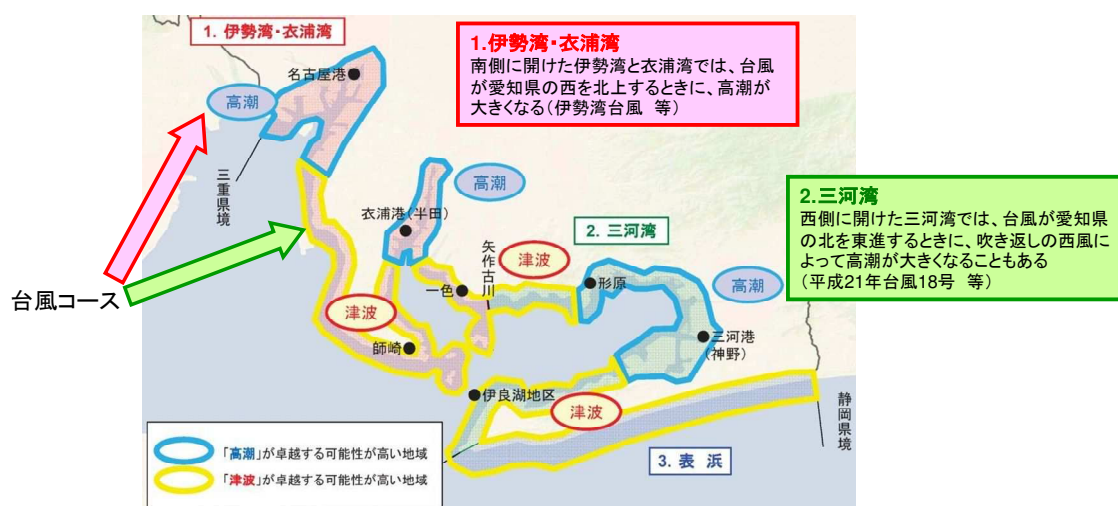 1. 伊勢湾・衣浦湾
1.伊勢湾・衣浦湾
南側に開けた伊勢湾と衣浦湾では、台風
が愛知県の西を北上するときに、高潮が
大きくなる(伊勢湾台風 等)
名古屋港
高潮
三重県境
高潮
衣浦港(半田)
2.三河湾
西側に開けた三河湾では、台風が愛知県
の北を東進するときに、吹き返しの西風に
よって高潮が大きくなることもある
(平成21年台風18号 等)
2. 三河湾
矢作古川
津波
一色
形原
高潮
台風コース
津波
師崎
三河港
(神野)
伊良湖地区
津波
静岡県境
3. 表 浜
「高潮」が卓越する可能性が高い地域
「津波」が卓越する可能性が高い地域